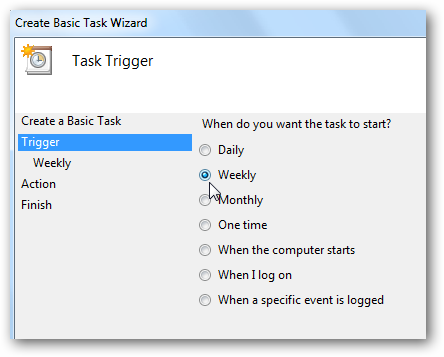 Create Basic Task Wizard
Task Trigger
Create a Basic Task
Trigger
Weekly
Action
Finish
When do you want the task to start?
Daily
Weekly
Monthly
One time
When the computer starts
When I log on
When a specific event is logged